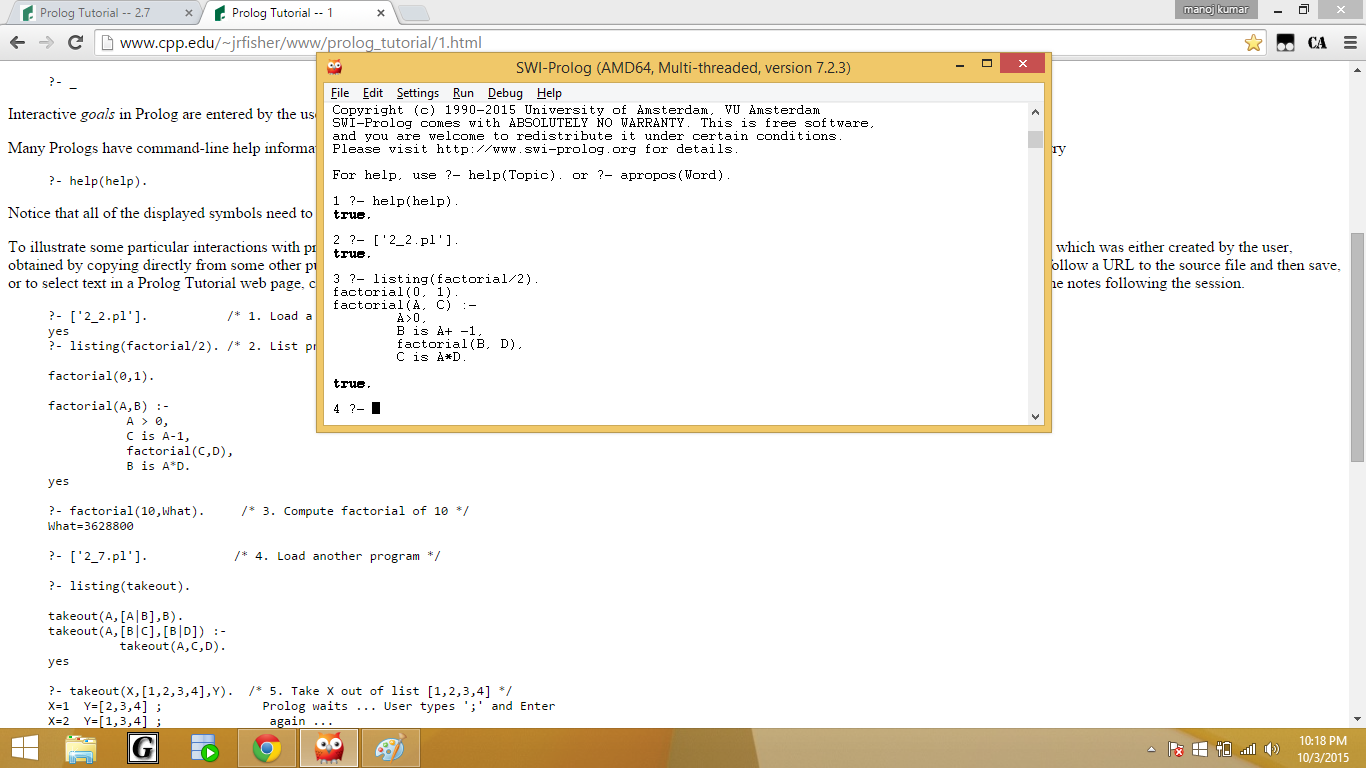 Prolog Tutorial -- 2.7
Prolog Tutorial -- 1
manoj kumar
www.cpp.edu/~jrfisher/www/prolog_tutorial/1.html
CA
?- _
Interactive goals in Prolog are entered by the
Many Prologs have command-line help
?- help(help).
Notice that all of the displayed symbols need to
To illustrate some particular interactions with
which was either created by the user,
obtained by copying directly from some other
follow a URL to the source file and then save,
or to select text in a Prolog Tutorial web page,
notes following the session.
?- ['2_2.pl']. /* 1. Load a
yes
?- listing(factorial/2). /* 2. List
factorial(0,1).
factorial(A,B) :-
A > 0,
C is A-1,
factorial(C,D),
B is A*D.
yes
?- factorial(10,What). /* 3. Compute factorial of 10 */
What=3628800
?- ['2_7.pl']. /* 4. Load another program */
?- listing(takeout).
takeout(A,[A|B],B).
takeout(A,[B|C],[B|D]) :-
takeout(A,C,D).
yes
?- takeout(X,[1,2,3,4],Y). /* 5. Take X out of list [1,2,3,4] */
X=1 Y=[2,3,4] ; Prolog waits ... User types ';' and Enter
X=2 Y=[1,3,4] ; again ...
SWI-Prolog (AMD64, Multi-threaded, version 7.2.3)
File Edit Settings Run Debug Help
Copyright (c) 1990-2015 University of Amsterdam, VU Amsterdam
SWI-Prolog comes with ABSOLUTELY NO WARRANTY. This is free software,
and you are welcome to redistribute it under certain conditions.
Please visit http://www.swi-prolog.org for details.
For help, use ?- help(Topic). or ?- apropos(Word).
1 ?- help(help).
true.
2 ?- ['2_2.pl'].
true.
3 ?- listing(factorial/2).
factorial(0, 1).
factorial(A, C) :-
A>0,
B is A+ -1,
factorial(B, D),
C is A*D.
true.
4 ?-
G
10:18 PM
10/3/2015